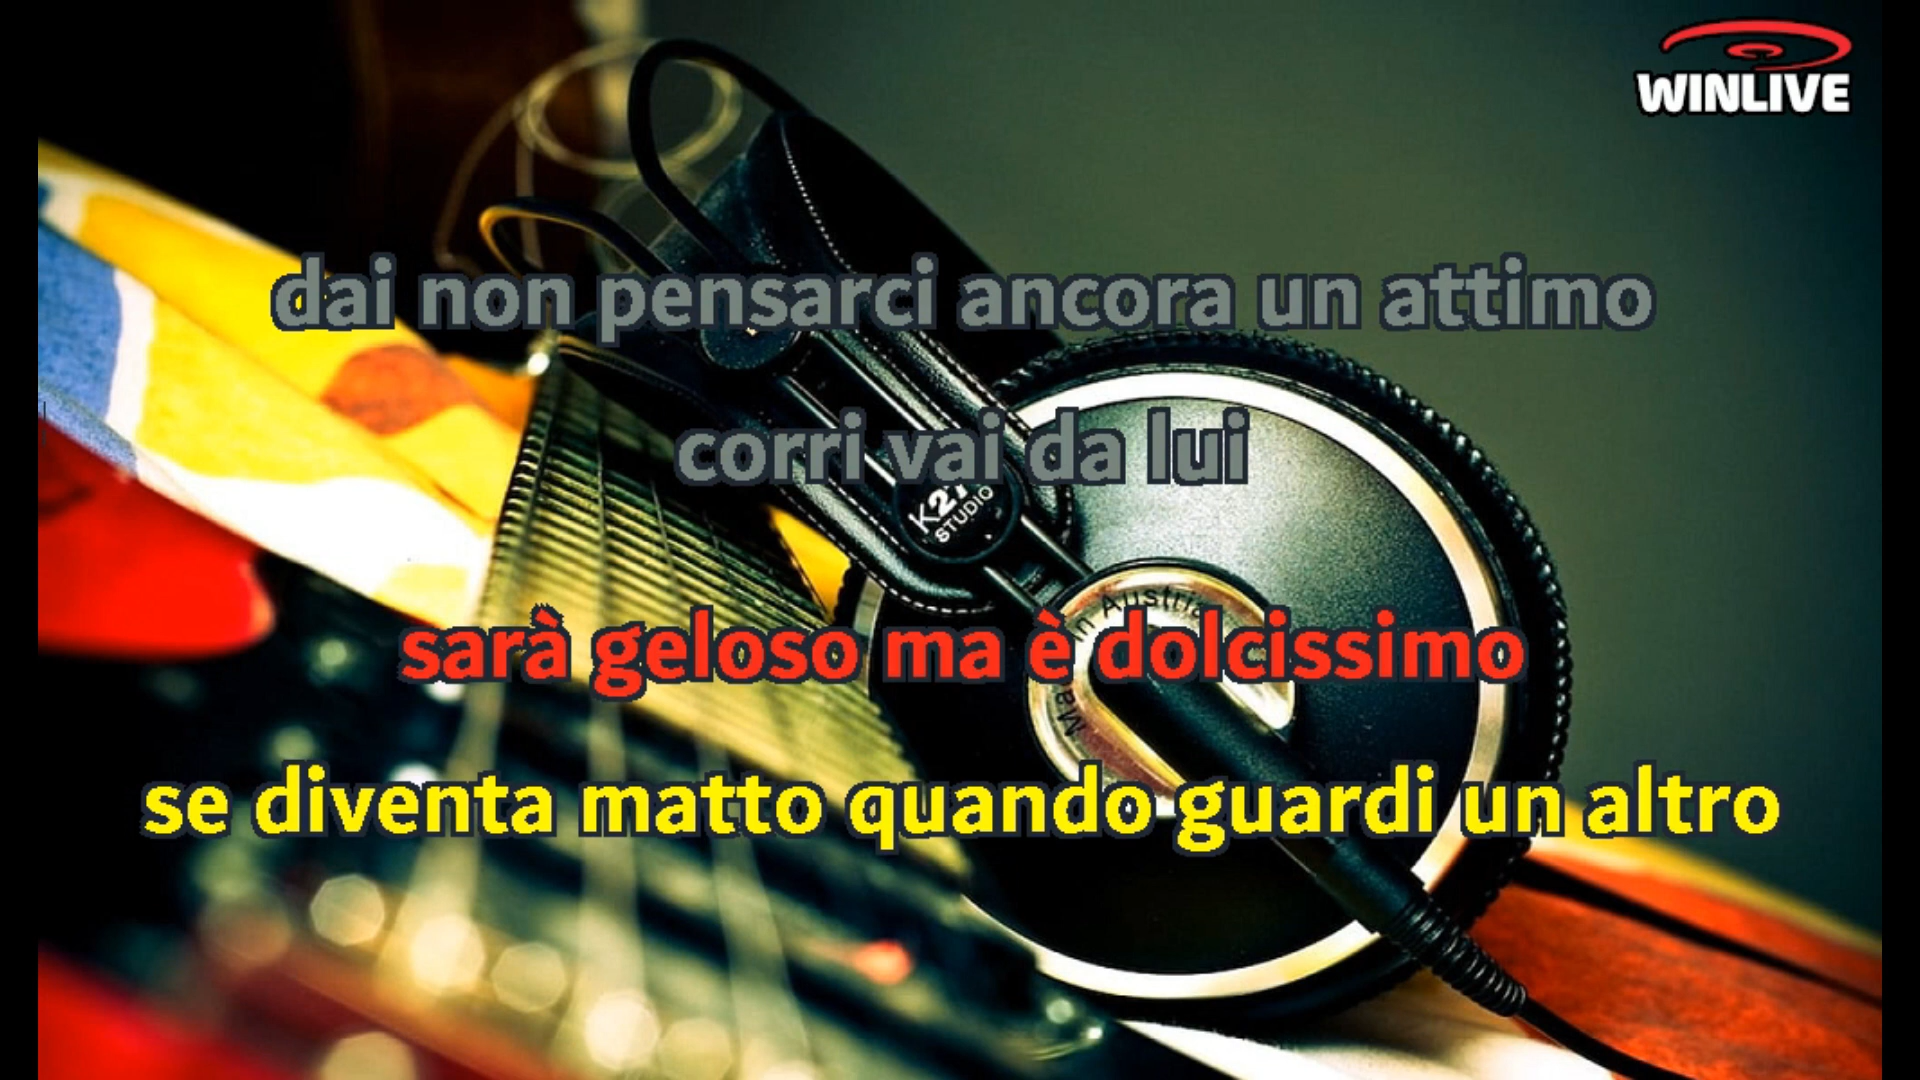 WINLIVE
dai non pensarci ancora un attimo
corri vai da lui
K27
STUDIO
in Austria
sarà geloso ma è dolcissimo
se diventa matto quando guardi un altro